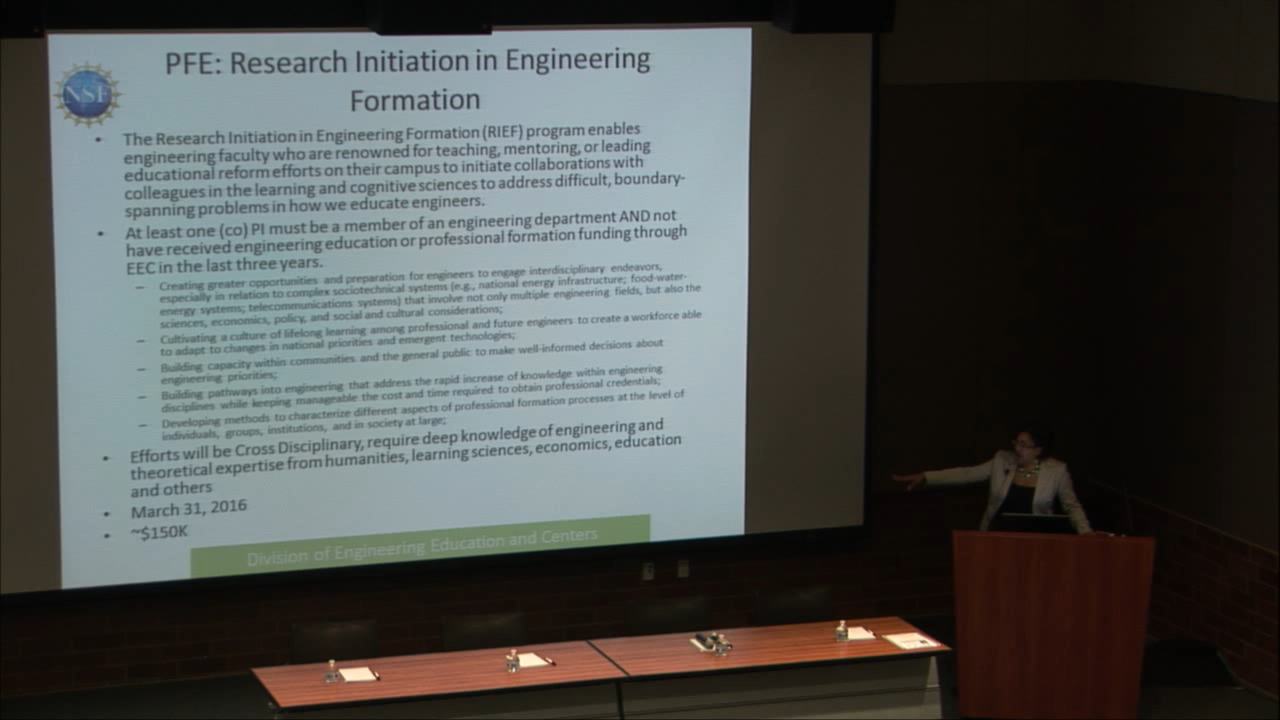 PFE: Research Initiation in Engineering
Formation
NSF
• The Research Initiation in Engineering Formation (RIEF) program enables
engineering faculty who are renowned for teaching, mentoring, or leading
educational reform efforts on their campus to initiate collaborations with
colleagues in the learning and cognitive sciences to address difficult, boundary-
spanning problems in how we educate engineers.
• At least one (co) PI must be a member of an engineering department AND not
have received engineering education or professional formation funding through
EEC in the last three years.
– Creating greater opportunities and preparation for engineers to engage interdisciplinary endeavors,
especially in relation to complex sociotechnical systems (e.g., national energy infrastructure; food-water-
energy systems; telecommunications systems) that involve not only multiple engineering fields, but also the
sciences, economics, policy, and social and cultural considerations;
– Cultivating a culture of lifelong learning among professional and future engineers to create a workforce able
to adapt to changes in national priorities and emergent technologies;
– Building capacity within communities and the general public to make well-informed decisions about
engineering priorities;
– Building pathways into engineering that address the rapid increase of knowledge within engineering
disciplines while keeping manageable the cost and time required to obtain professional credentials;
– Developing methods to characterize different aspects of professional formation processes at the level of
individuals, groups, institutions, and in society at large;
• Efforts will be Cross Disciplinary, require deep knowledge of engineering and
theoretical expertise from humanities, learning sciences, economics, education
and others
• March 31, 2016
• ~$150K
Division of Engineering Education and Centers